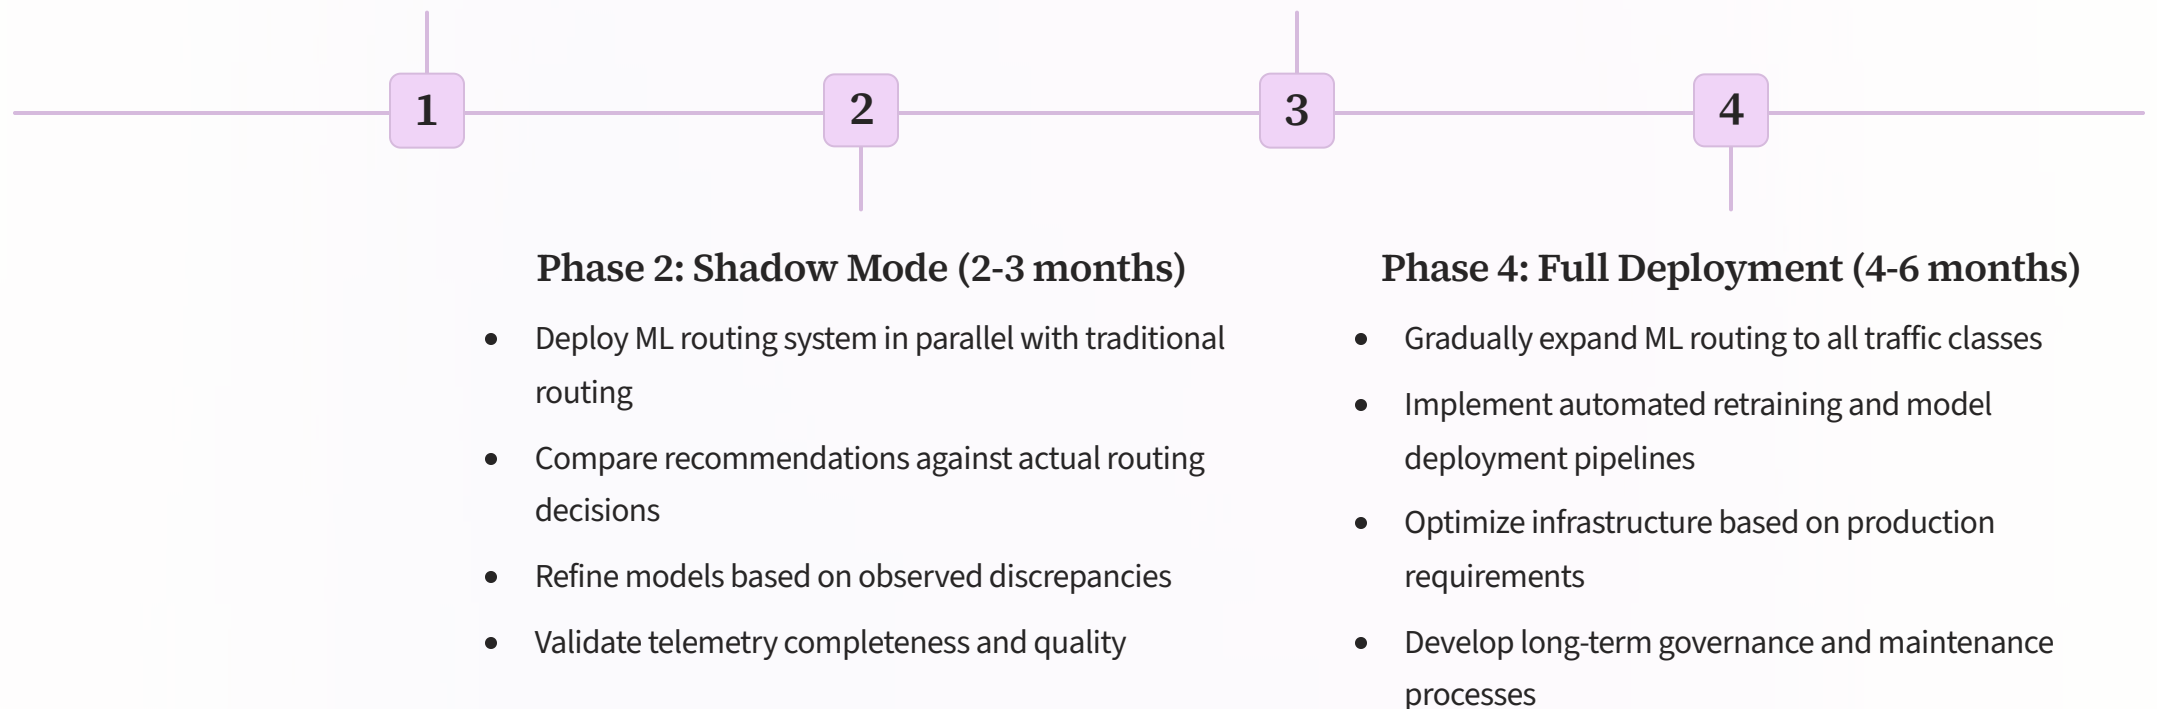 1
2
3
4
Phase 2: Shadow Mode (2-3 months)
• Deploy ML routing system in parallel with traditional
routing
• Compare recommendations against actual routing
decisions
• Refine models based on observed discrepancies
• Validate telemetry completeness and quality
Phase 4: Full Deployment (4-6 months)
• Gradually expand ML routing to all traffic classes
• Implement automated retraining and model
deployment pipelines
• Optimize infrastructure based on production
requirements
• Develop long-term governance and maintenance
processes